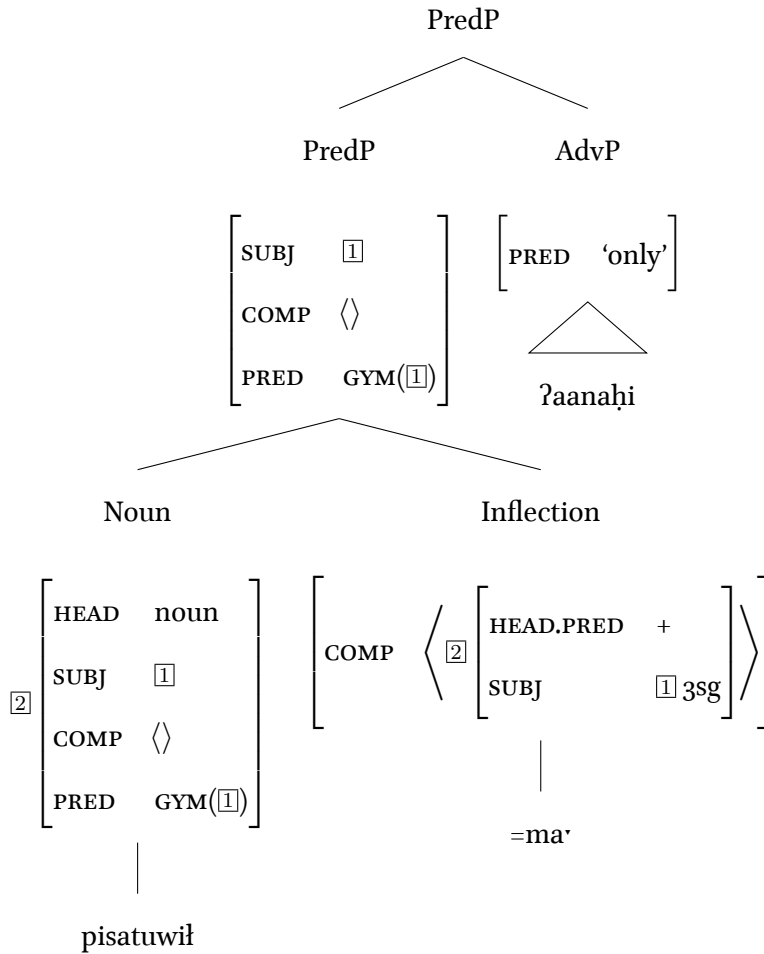 PredP
PredP AdvP
SUBJ 1
COMP ⟨⟩
PRED GYM(1)
PRED ‘only’
ʔaanaḥi
Noun Inflection
2
HEAD noun
SUBJ 1
COMP ⟨⟩
PRED GYM(1)
COMP ⟨ 2 ⟩
HEAD.PRED +
SUBJ 1 3sg
=maˑ
pisatuwił